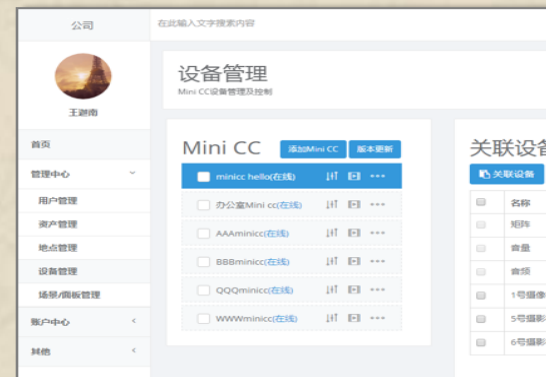 公司
在此输入文字搜素内容
王迦南
首页
管理中心
用户管理
资产管理
地点管理
设备管理
场景/面板管理
账户中心
其他
设备管理
Mini CC设备管理及控制
Mini CC
添加Mini CC
版本更新
minicc hello(在线)
办公室Mini cc(在线)
AAAminicc(在线)
BBBminicc(在线)
QQQminicc(在线)
WWWminicc(在线)
关联设备
关联设备
名称
矩阵
音量
音频
1号摄像
5号摄影
6号摄影